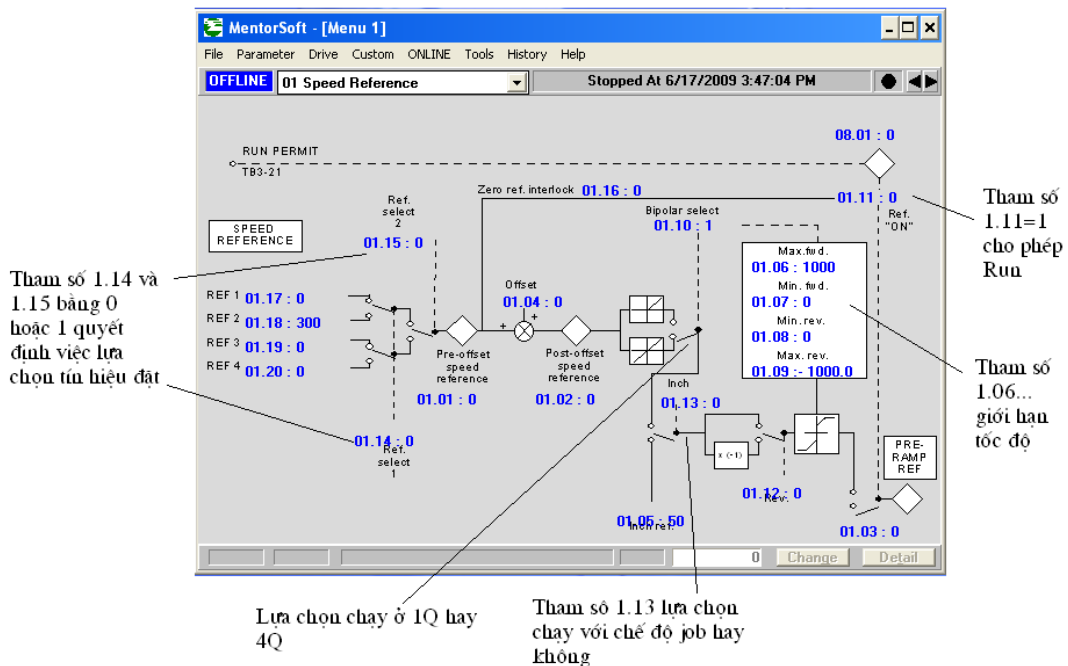 MentorSoft - [Menu 1]
File Parameter Drive Custom ONLINE Tools History Help
OFFLINE 01 Speed Reference Stopped At 6/17/2009 3:47:04 PM
08.01 : 0
RUN PERMIT
TB3-21
Zero ref. interlock 01.16 : 0
01.11 : 0
Ref.
"ON"
Tham số
1.11=1
cho phép
Run
Ref.
select
2
01.15 : 0
Bipolar select
01.10 : 1
SPEED
REFERENCE
Max.fwd.
01.06 : 1000
Min. fwd.
01.07 : 0
Min.rev.
01.08 : 0
Max. rev.
01.09 :- 1000.0
Tham số 1.14 và
1.15 bằng 0
hoặc 1 quyết
định việc lựa
chọn tín hiệu đặt
REF 1 01.17 : 0
REF 2 01.18 : 300
REF 3 01.19 : 0
REF 4 01.20 : 0
Offset
01.04 : 0
+
+
Pre-offset
speed
reference
01.01 : 0
Post-offset
speed
reference
01.02 : 0
Tham số
1.06...
giới hạn
tốc độ
Inch
01.13 : 0
01.14 : 0
Ref.
select
1
x (-1)
01.12 : 0
Rev.
PRE-
RAMP
REF
01.05 : 50
Inch ref.
01.03 : 0
0 Change Detail
Lựa chọn chạy ở 1Q hay
4Q
Tham sô 1.13 lựa chọn
chạy với chế độ job hay
không